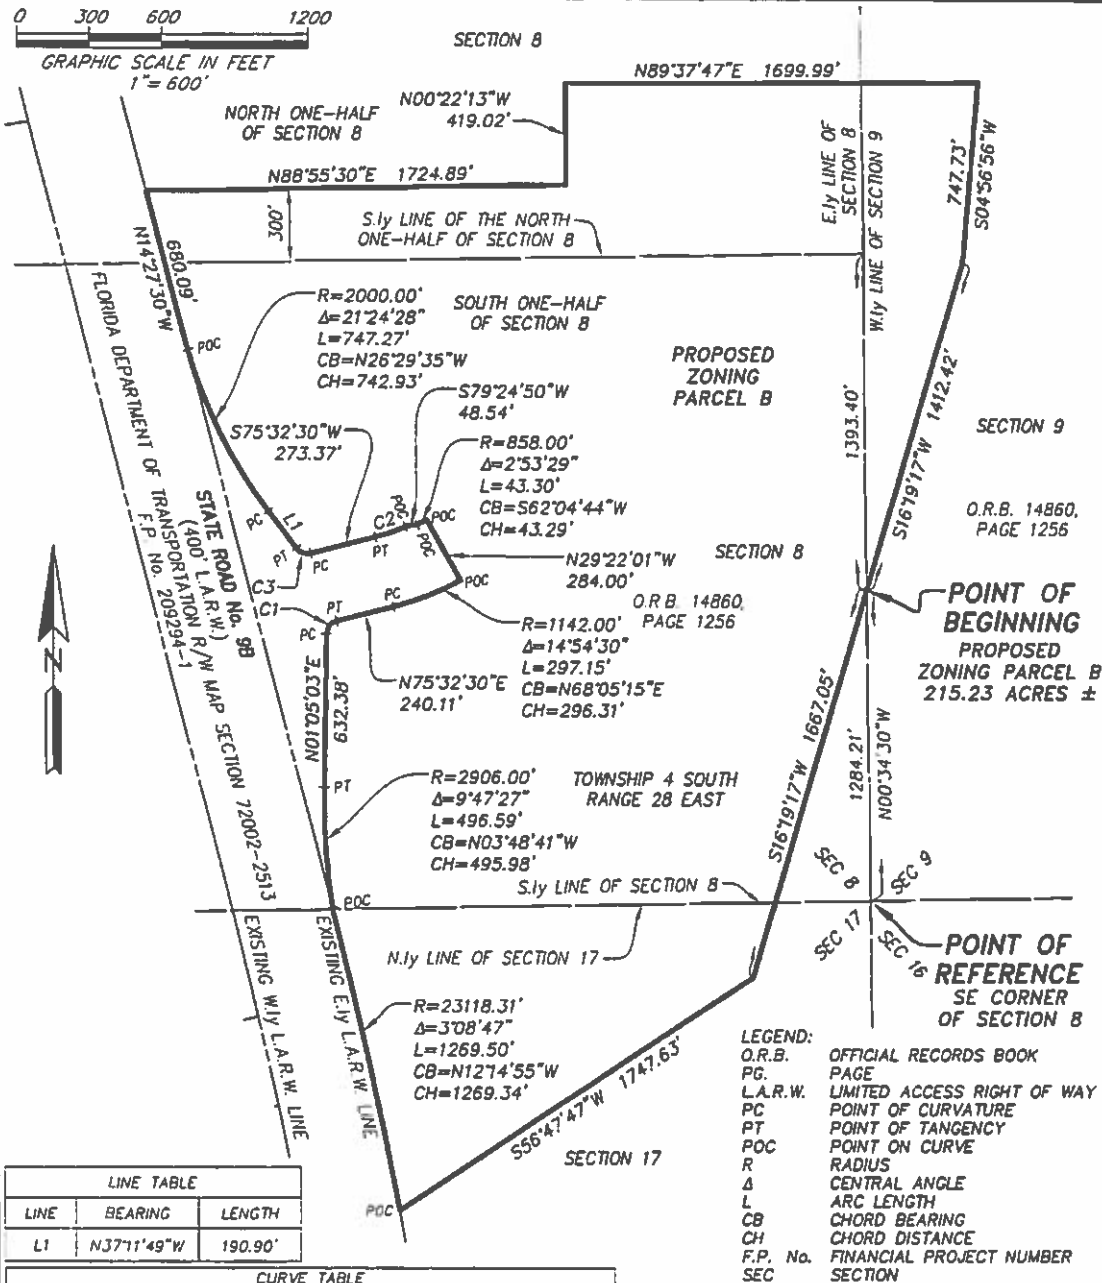 0 300 600 1200
GRAPHIC SCALE IN FEET
1"= 600'
SECTION 8
N89°37'47"E 1699.99'
NORTH ONE-HALF
OF SECTION 8
N00°22'13"W
419.02'
N88°55'30"E 1724.89'
E.ly LINE OF
SECTION 8
W.ly LINE OF SECTION 9
747.73'
S04°56'56"W
300'
S.ly LINE OF THE NORTH
ONE-HALF OF SECTION 8
680.09'
N14°27'30"W
POC
R=2000.00'
Δ=21°24'28"
L=747.27'
CB=N26°29'35"W
CH=742.93'
SOUTH ONE-HALF
OF SECTION 8
PROPOSED
ZONING
PARCEL B
S79°24'50"W
48.54'
S75°32'30"W
273.37'
R=858.00'
Δ=2°53'29"
L=43.30'
CB=S62°04'44"W
CH=43.29'
1393.40'
S16°19'17"W 1412.42'
SECTION 9
O.R.B. 14860,
PAGE 1256
FLORIDA DEPARTMENT OF TRANSPORTATION R/W MAP SECTION 72002-2513
F.P. No. 209294-1
STATE ROAD No. 9B
(400' L.A.R.W.)
PC
L1
PT
PC
C3
C2
PT
POC
POC
POC
N29°22'01"W
284.00'
SECTION 8
POC
O.R.B. 14860,
PAGE 1256
C1
PT
PC
PC
N75°32'30"E
240.11'
R=1142.00'
Δ=14°54'30"
L=297.15'
CB=N68°05'15"E
CH=296.31'
POINT OF
BEGINNING
PROPOSED
ZONING PARCEL B
215.23 ACRES ±
N
N01°05'03"E
632.38'
PT
R=2906.00'
Δ=9°47'27"
L=496.59'
CB=N03°48'41"W
CH=495.98'
TOWNSHIP 4 SOUTH
RANGE 28 EAST
S16°19'17"W 1667.05'
1284.21'
N00°34'30"W
S.ly LINE OF SECTION 8
SEC 8
SEC 9
SEC 17
SEC 16
POC
N.ly LINE OF SECTION 17
POINT OF
REFERENCE
SE CORNER
OF SECTION 8
EXISTING W.ly L.A.R.W. LINE
EXISTING E.ly L.A.R.W. LINE
R=23118.31'
Δ=3°08'47"
L=1269.50'
CB=N12°14'55"W
CH=1269.34'
S56°47'47"W 1747.63'
SECTION 17
POC
LEGEND:
O.R.B. OFFICIAL RECORDS BOOK
PG. PAGE
L.A.R.W. LIMITED ACCESS RIGHT OF WAY
PC POINT OF CURVATURE
PT POINT OF TANGENCY
POC POINT ON CURVE
R RADIUS
Δ CENTRAL ANGLE
L ARC LENGTH
CB CHORD BEARING
CH CHORD DISTANCE
F.P. No. FINANCIAL PROJECT NUMBER
SEC SECTION
LINE TABLE
LINE BEARING LENGTH
L1 N37°11'49"W 190.90'
CURVE TABLE